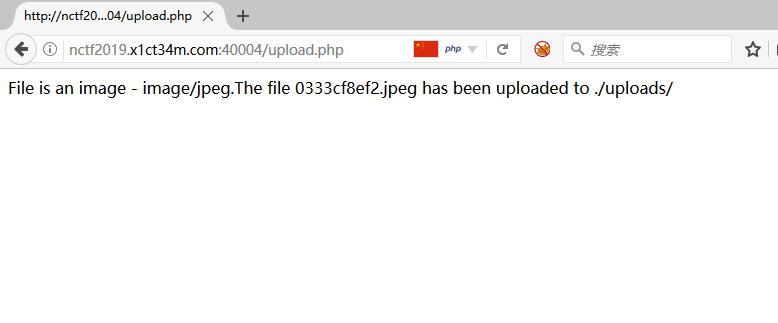 http://nctf20...04/upload.php
nctf2019.x1ct34m.com:40004/upload.php php 搜索
File is an image - image/jpeg.The file 0333cf8ef2.jpeg has been uploaded to ./uploads/